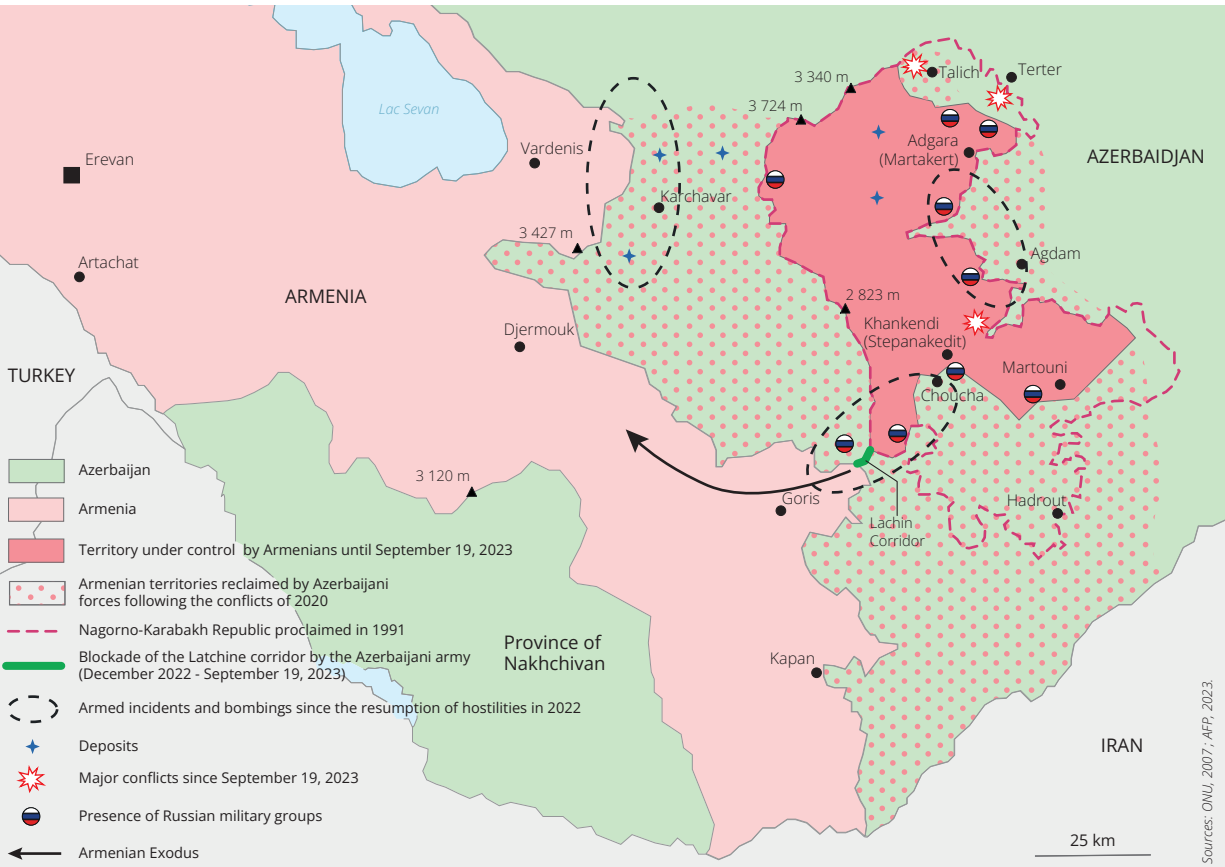 Lac Sevan
3 340 m
Talich
Terter
3 724 m
Erevan
Vardenis
Adgara
(Martakert)
AZERBAIDJAN
Karchavar
3 427 m
Agdam
Artachat
ARMENIA
2 823 m
Djermouk
Khankendi
(Stepanakedit)
TURKEY
Martouni
Choucha
Azerbaijan
3 120 m
Armenia
Goris
Hadrout
Lachin
Corridor
Territory under control by Armenians until September 19, 2023
Armenian territories reclaimed by Azerbaijani
forces following the conflicts of 2020
Nagorno-Karabakh Republic proclaimed in 1991
Province of
Nakhchivan
Blockade of the Latchine corridor by the Azerbaijani army
(December 2022 - September 19, 2023)
Kapan
Armed incidents and bombings since the resumption of hostilities in 2022
Deposits
IRAN
Major conflicts since September 19, 2023
Presence of Russian military groups
25 km
Armenian Exodus
Sources: ONU, 2007 ; AFP, 2023.